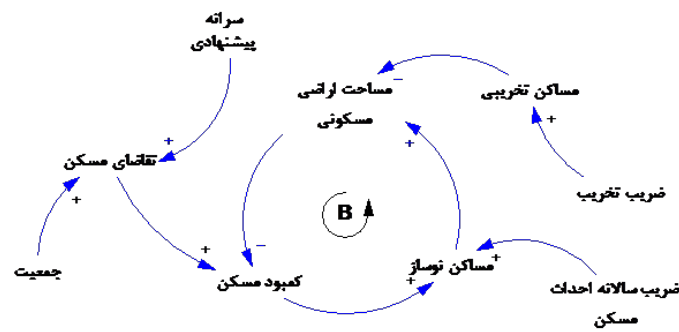 سرانه
پیشنهادی
مساحت اراضی
مسکونی
مساکن تخریبی
تقاضای مسکن
ضریب تخریب
B
جمعیت
کمبود مسکن
مساکن نوساز
ضریب سالانه احداث
مسکن
+
+
+
+
+
+
+
−
−